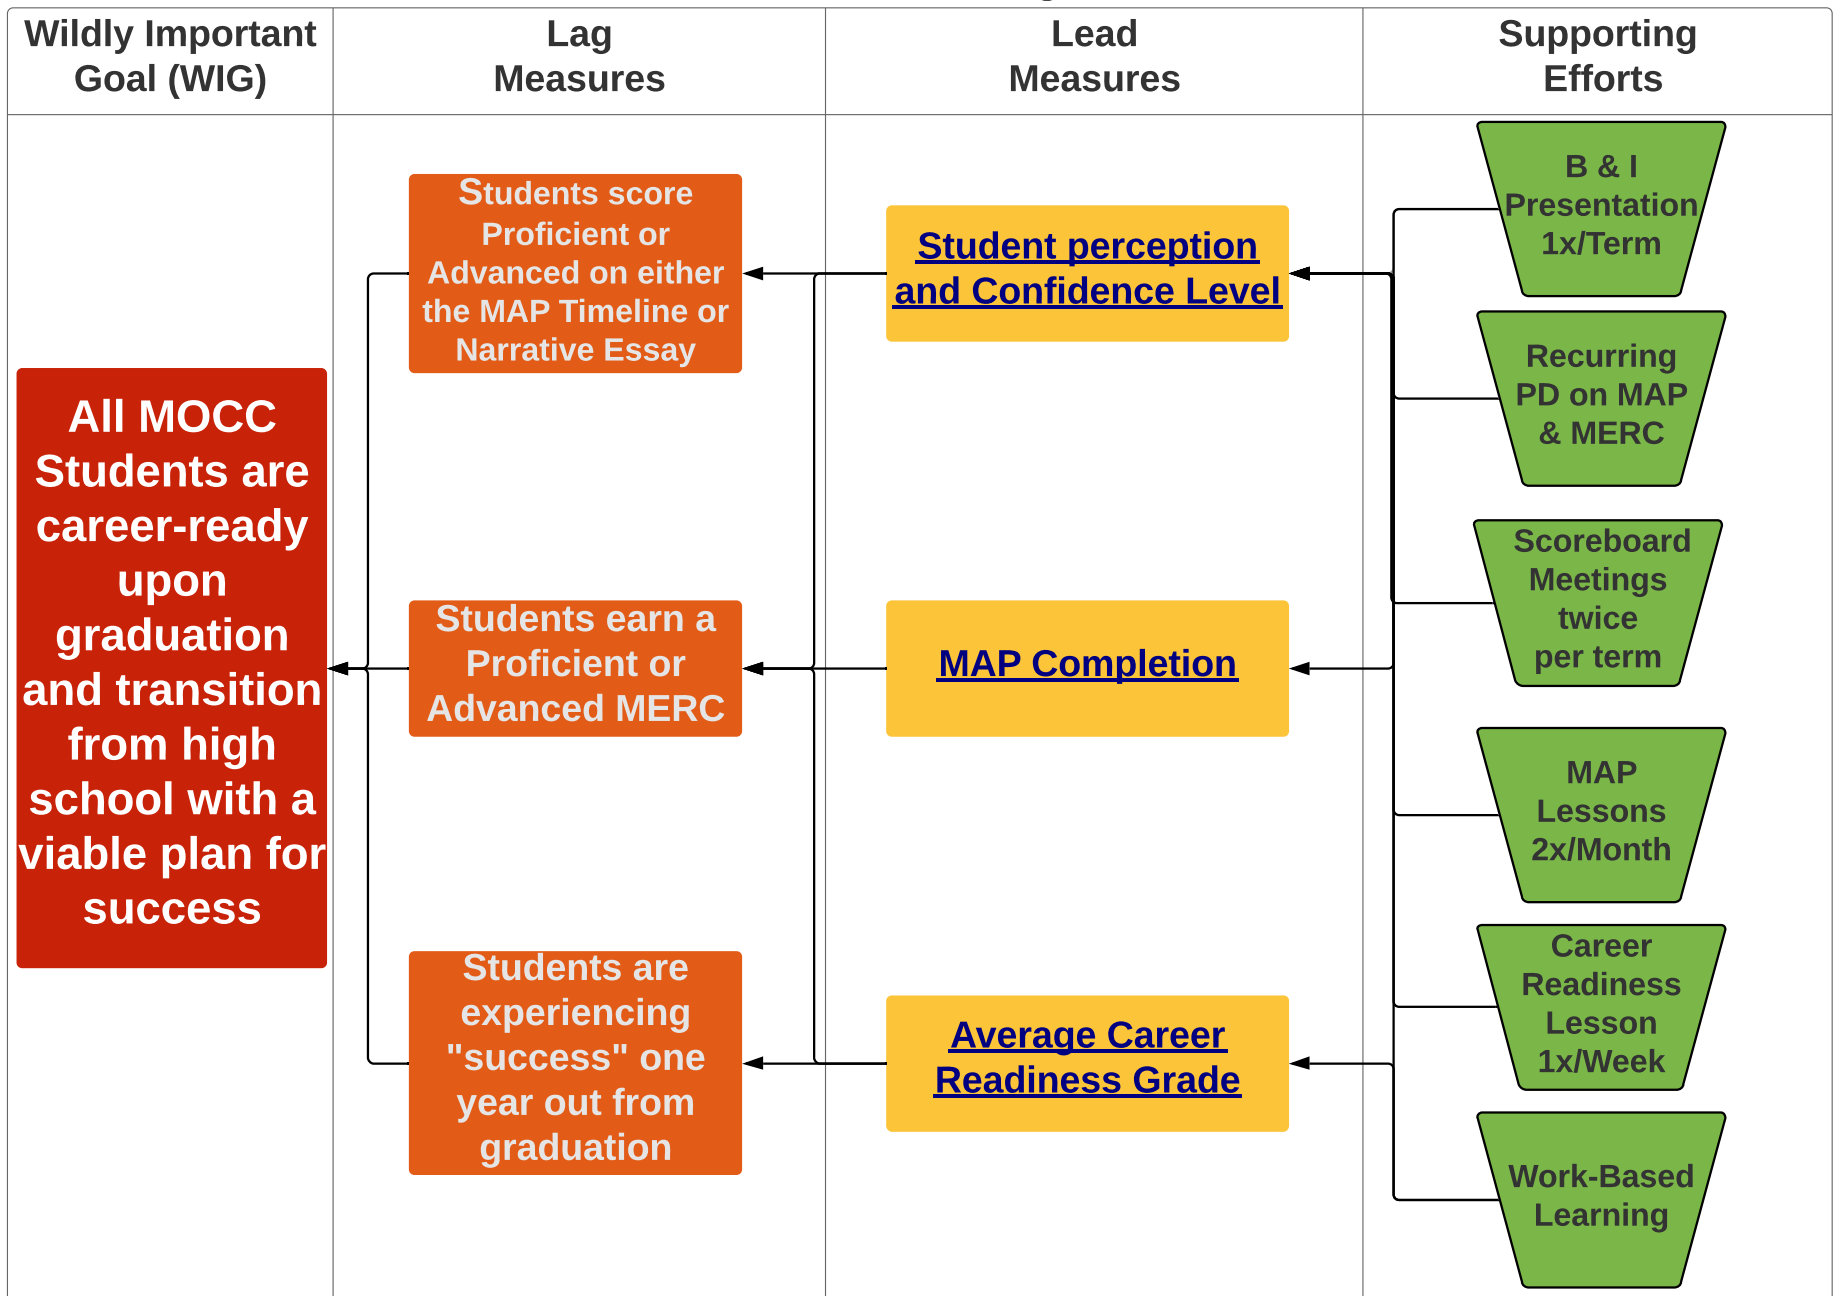 Wildly Important
Goal (WIG)
Lag
Measures
Lead
Measures
Supporting
Efforts
All MOCC
Students are
career-ready
upon
graduation
and transition
from high
school with a
viable plan for
success
Students score
Proficient or
Advanced on either
the MAP Timeline or
Narrative Essay
Students earn a
Proficient or
Advanced MERC
Students are
experiencing
"success" one
year out from
graduation
Student perception
and Confidence Level
MAP Completion
Average Career
Readiness Grade
B & I
Presentation
1x/Term
Recurring
PD on MAP
& MERC
Scoreboard
Meetings
twice
per term
MAP
Lessons
2x/Month
Career
Readiness
Lesson
1x/Week
Work-Based
Learning